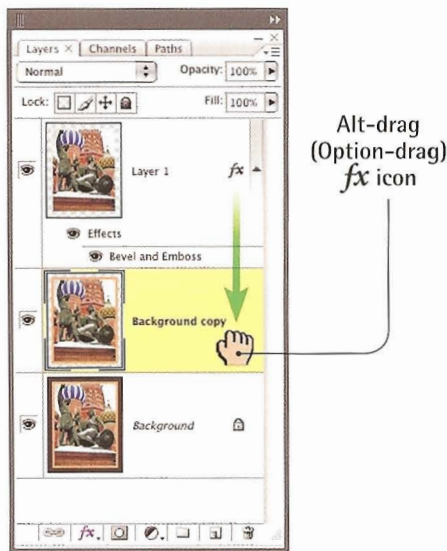 Layers × Channels Paths
Normal Opacity: 100%
Lock: Fill: 100%
Layer 1 fx
Effects
Bevel and Emboss
Background copy
Background
fx.
Alt-drag
(Option-drag)
fx icon